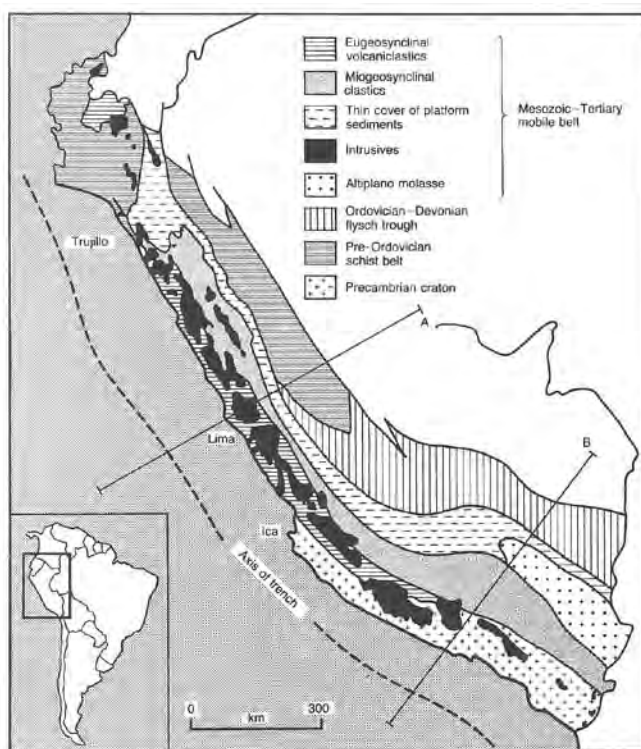 Eugeosynclinal
volcaniclastics
Miogeosynclinal
clastics
Thin cover of platform
sediments
Intrusives
Altiplano molasse
Mesozoic–Tertiary
mobile belt
Ordovician–Devonian
flysch trough
Pre-Ordovician
schist belt
Precambrian craton
Trujillo
A
Lima
B
Ica
Axis of trench
0 300
km